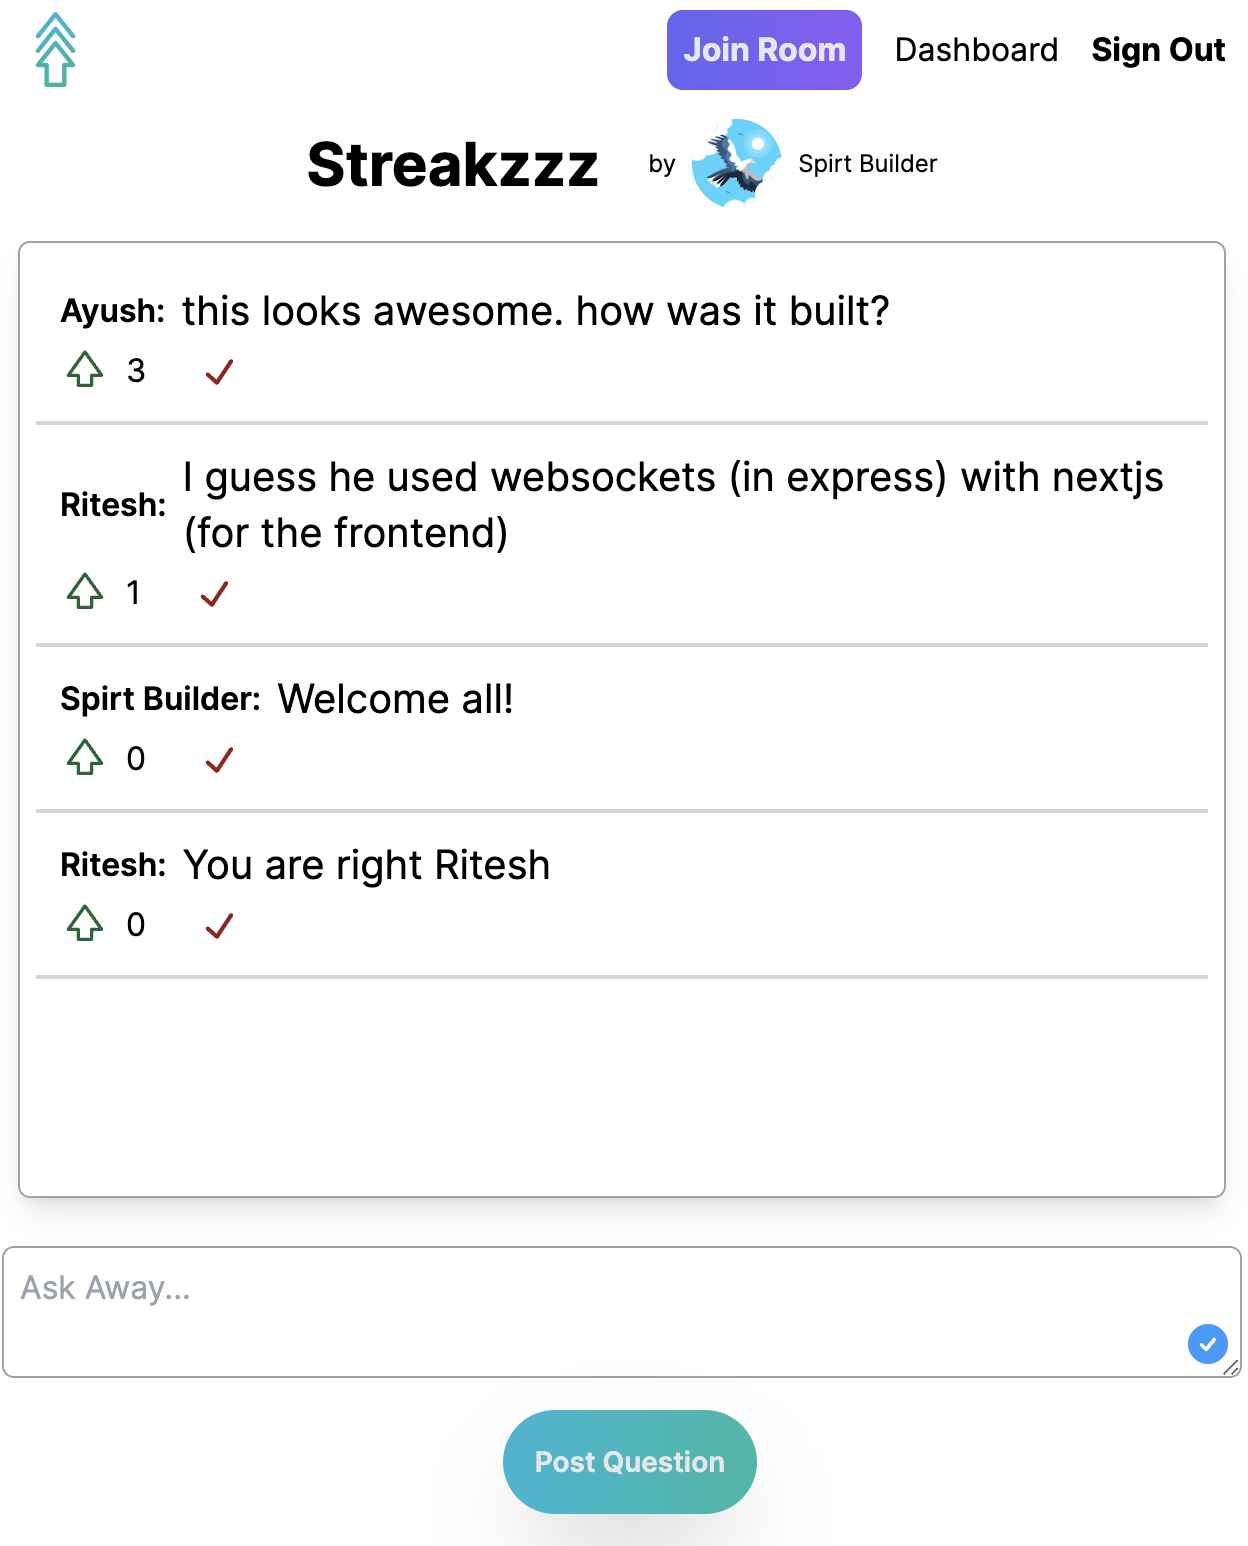 Join Room Dashboard Sign Out
Streakzzz by Spirt Builder
Ayush: this looks awesome. how was it built?
3
Ritesh: I guess he used websockets (in express) with nextjs
(for the frontend)
1
Spirt Builder: Welcome all!
0
Ritesh: You are right Ritesh
0
Ask Away...
Post Question